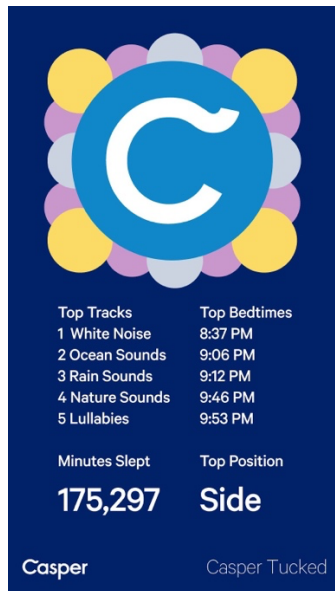 C
Top Tracks
1 White Noise
2 Ocean Sounds
3 Rain Sounds
4 Nature Sounds
5 Lullabies
Top Bedtimes
8:37 PM
9:06 PM
9:12 PM
9:46 PM
9:53 PM
Minutes Slept
175,297
Top Position
Side
Casper
Casper Tucked